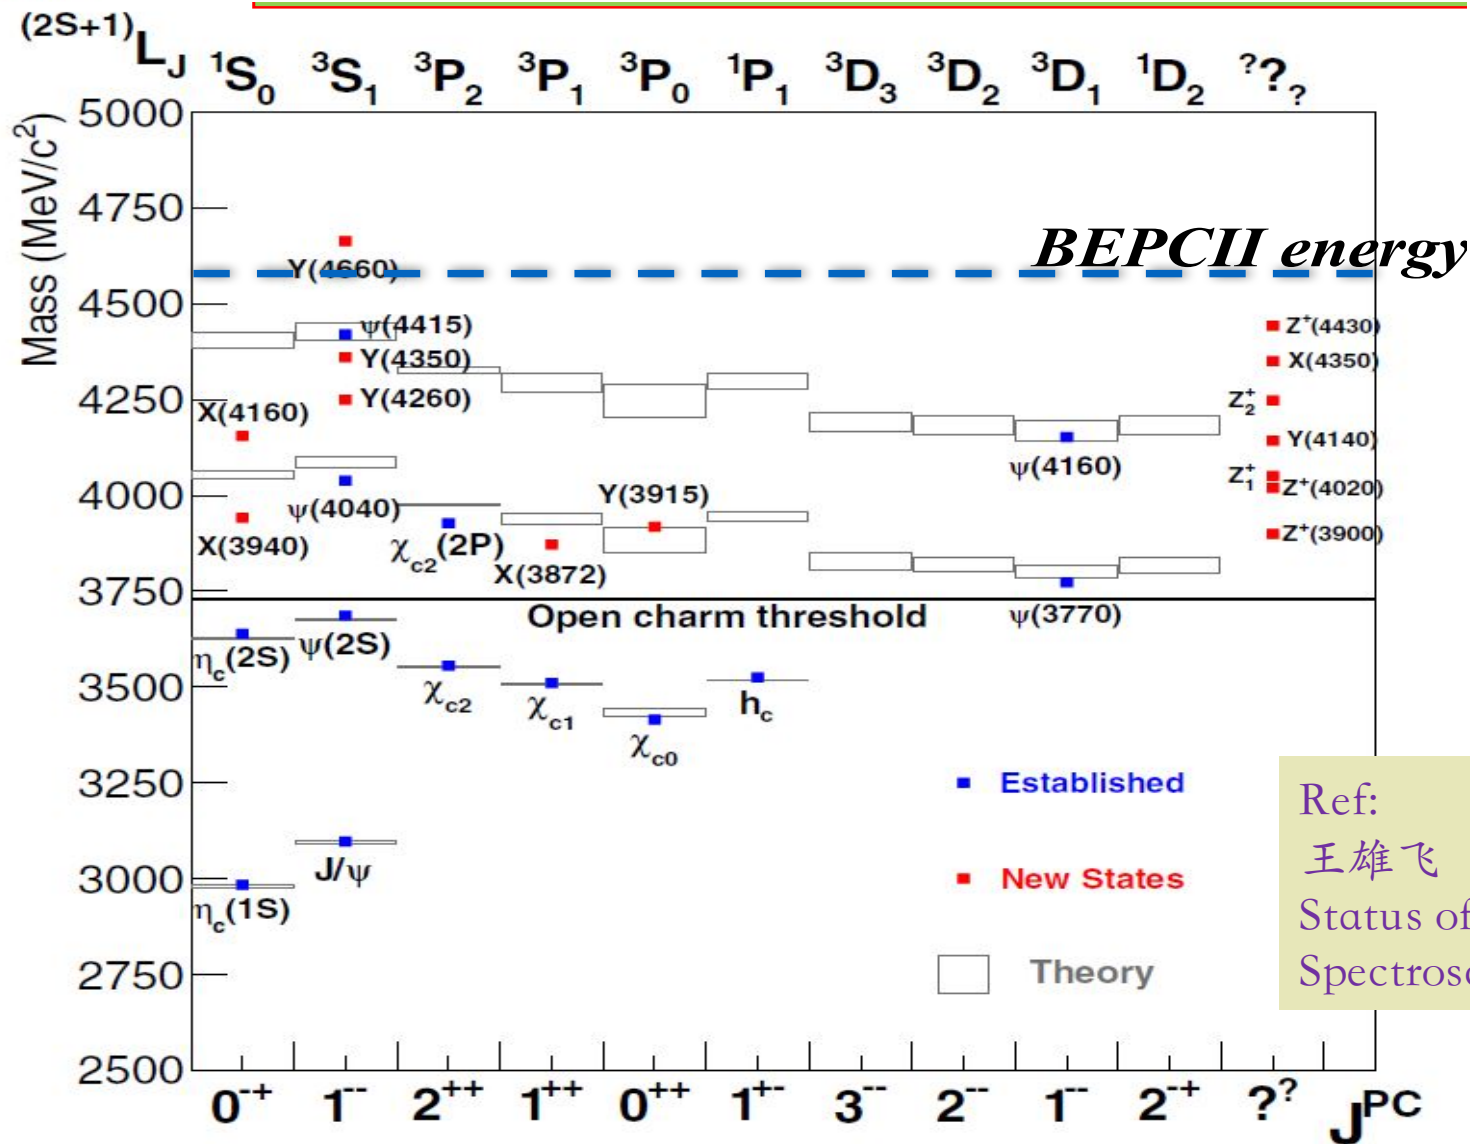 (2S+1)L_J ¹S₀ ³S₁ ³P₂ ³P₁ ³P₀ ¹P₁ ³D₃ ³D₂ ³D₁ ¹D₂ ^??_?
Mass (MeV/c²)
5000
4750
BEPCII energy
Y(4660)
4500
ψ(4415)
Z⁺(4430)
Y(4350)
X(4350)
4250
X(4160)
Y(4260)
Z₂⁺
Y(4140)
ψ(4160)
Z₁⁺
Z⁺(4020)
4000
Y(3915)
ψ(4040)
X(3940)
χc2(2P)
X(3872)
Z⁺(3900)
3750
Open charm threshold
ψ(3770)
ηc(2S)
ψ(2S)
3500
χc2
χc1
χc0
hc
3250
Established
3000
J/ψ
ηc(1S)
New States
2750
Theory
2500
Ref:
王雄飞
Status of
0⁻⁺ 1⁻⁻ 2⁺⁺ 1⁺⁺ 0⁺⁺ 1⁺⁻ 3⁻⁻ 2⁻⁻ 1⁻⁻ 2⁻⁺ ?^? J^PC